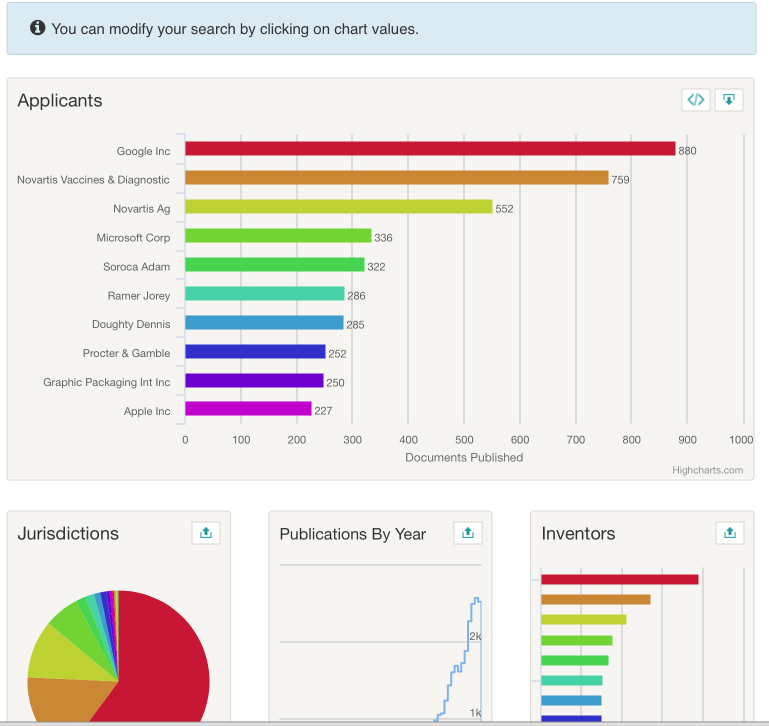 You can modify your search by clicking on chart values.
Applicants
Google Inc 880
Novartis Vaccines & Diagnostic 759
Novartis Ag 552
Microsoft Corp 336
Soroca Adam 322
Ramer Jorey 286
Doughty Dennis 285
Procter & Gamble 252
Graphic Packaging Int Inc 250
Apple Inc 227
0 100 200 300 400 500 600 700 800 900 1000
Documents Published
Highcharts.com
Jurisdictions
Publications By Year
2k
1k
Inventors